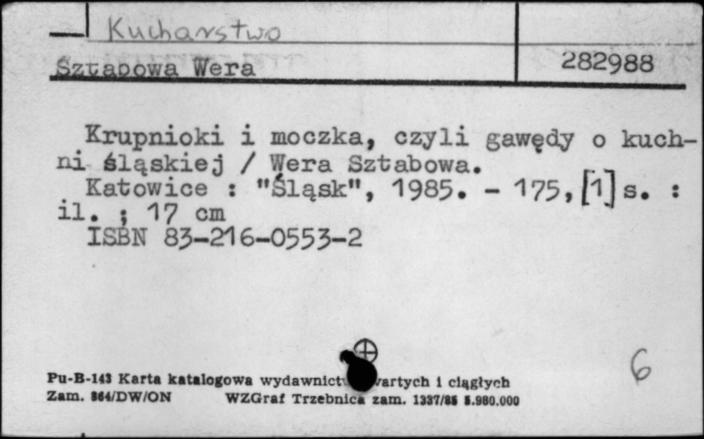 Kucharstwo
Sztabowa Wera 282988
Krupnioki i moczka, czyli gawędy o kuch-
ni śląskiej / Wera Sztabowa.
Katowice : "Śląsk", 1985. - 175,[1]s. :
il. ; 17 cm
ISBN 83-216-0553-2
6
Pu-B-143 Karta katalogowa i ciągłych
Zam. 864/DW/ON WZGraf Trzebnica zam. 1337/86 5.980.000